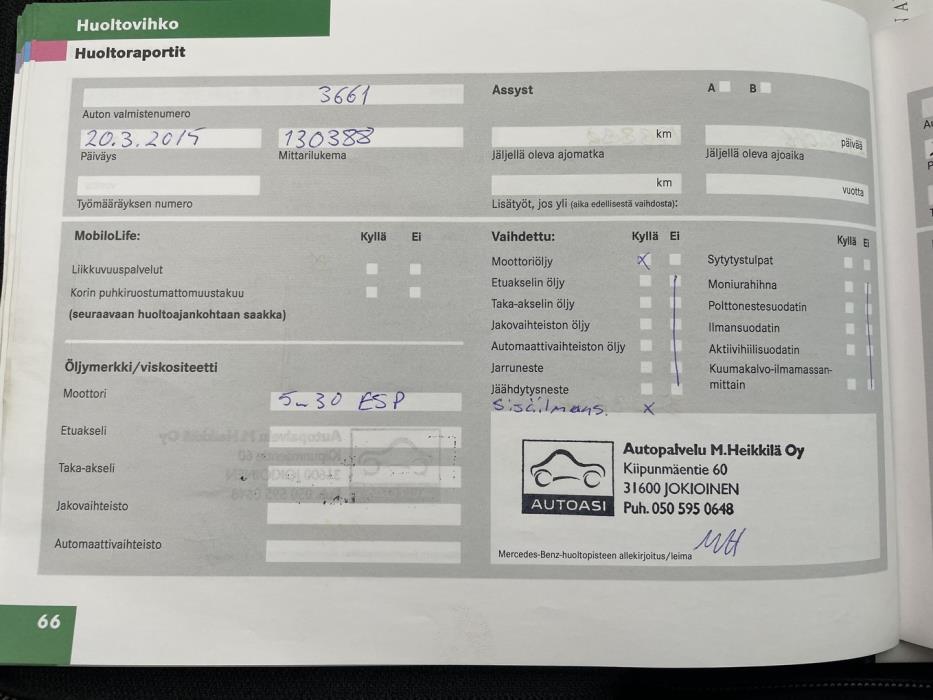 Huoltovihko
Huoltoraportit
3661
Auton valmistenumero
20.3.2015 130388
Päiväys Mittarilukema
Työmääräyksen numero
Assyst A B
km päivää
Jäljellä oleva ajomatka Jäljellä oleva ajoaika
km vuotta
Lisätyöt, jos yli (aika edellisestä vaihdosta):
MobiloLife: Kyllä Ei
Liikkuvuuspalvelut
Korin puhkiruostumattomuustakuu
(seuraavaan huoltoajankohtaan saakka)
Öljymerkki/viskositeetti
Moottori 5w30 ESP
Etuakseli
Taka-akseli
Jakovaihteisto
Automaattivaihteisto
Vaihdettu: Kyllä Ei
Moottoriöljy x
Etuakselin öljy
Taka-akselin öljy
Jakovaihteiston öljy
Automaattivaihteiston öljy
Jarruneste
Jäähdytysneste
Sisäilmans. x
Kyllä Ei
Sytytystulpat
Moniurahihna
Polttonestesuodatin
Ilmansuodatin
Aktiivihiilisuodatin
Kuumakalvo-ilmamassan-
mittain
AUTOASI
Autopalvelu M.Heikkilä Oy
Kiipunmäentie 60
31600 JOKIOINEN
Puh. 050 595 0648
MH
Mercedes-Benz-huoltopisteen allekirjoitus/leima
66